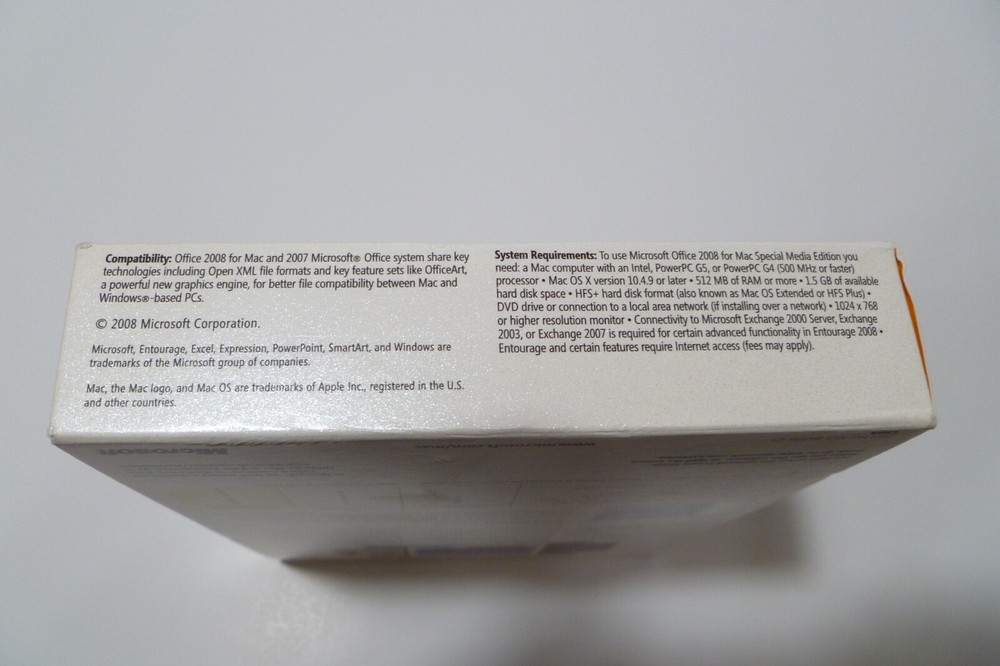 Compatibility: Office 2008 for Mac and 2007 Microsoft® Office system share key
technologies including Open XML file formats and key feature sets like OfficeArt,
a powerful new graphics engine, for better file compatibility between Mac and
Windows®-based PCs.
© 2008 Microsoft Corporation.
Microsoft, Entourage, Excel, Expression, PowerPoint, SmartArt, and Windows are
trademarks of the Microsoft group of companies.
Mac, the Mac logo, and Mac OS are trademarks of Apple Inc., registered in the U.S.
and other countries.
System Requirements: To use Microsoft Office 2008 for Mac Special Media Edition you
need: a Mac computer with an Intel, PowerPC G5, or PowerPC G4 (500 MHz or faster)
processor • Mac OS X version 10.4.9 or later • 512 MB of RAM or more • 1.5 GB of available
hard disk space • HFS+ hard disk format (also known as Mac OS Extended or HFS Plus) •
DVD drive or connection to a local area network (if installing over a network) • 1024 x 768
or higher resolution monitor • Connectivity to Microsoft Exchange 2000 Server, Exchange
2003, or Exchange 2007 is required for certain advanced functionality in Entourage 2008 •
Entourage and certain features require Internet access (fees may apply).
Microsoft
www.microsoft.com/mac